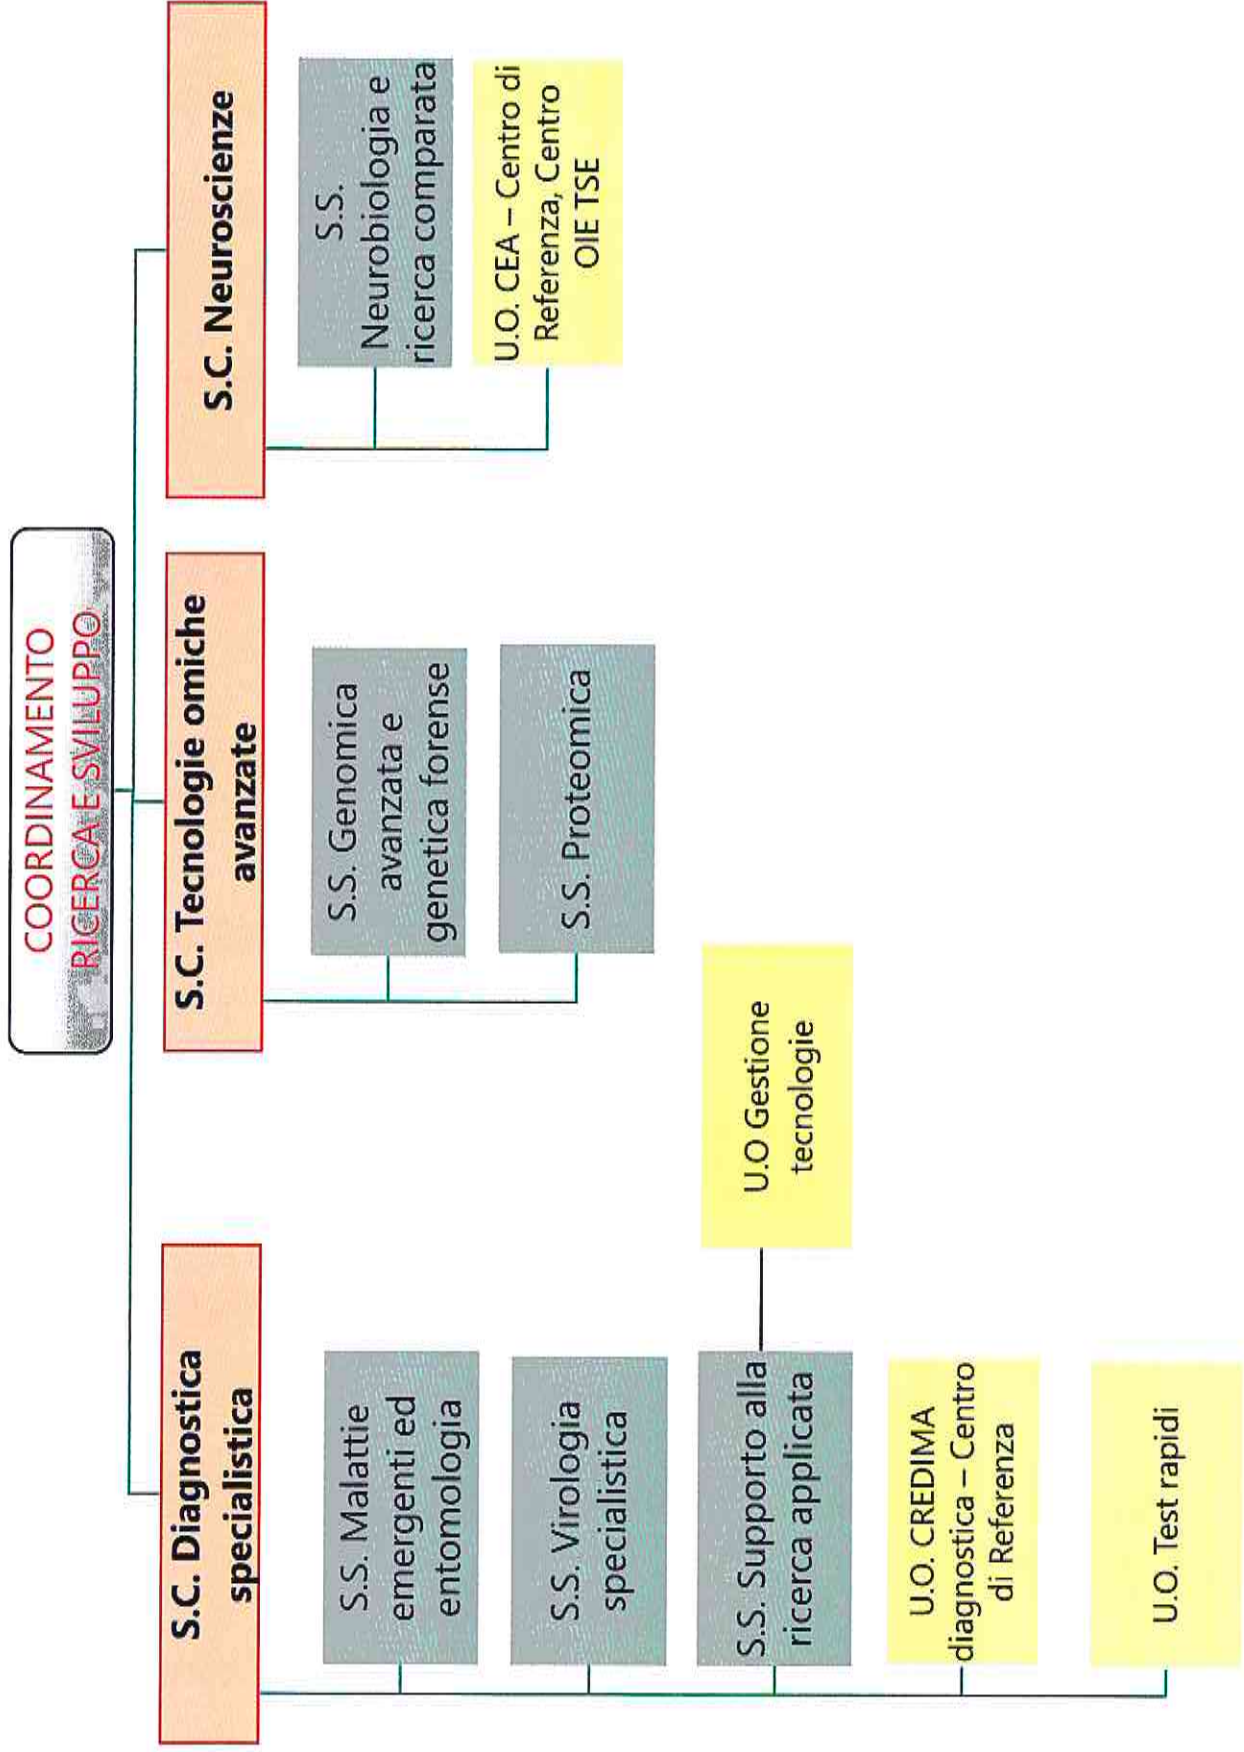 COORDINAMENTO
RICERCA E SVILUPPO
S.C. Diagnostica
specialistica
S.S. Malattie
emergenti ed
entomologia
S.S. Virologia
specialistica
S.S. Supporto alla
ricerca applicata
U.O Gestione
tecnologie
U.O. CREDIMA
diagnostica – Centro
di Referenza
U.O. Test rapidi
S.C. Tecnologie omiche
avanzate
S.S. Genomica
avanzata e
genetica forense
S.S. Proteomica
S.C. Neuroscienze
S.S.
Neurobiologia e
ricerca comparata
U.O. CEA – Centro di
Referenza, Centro
OIE TSE